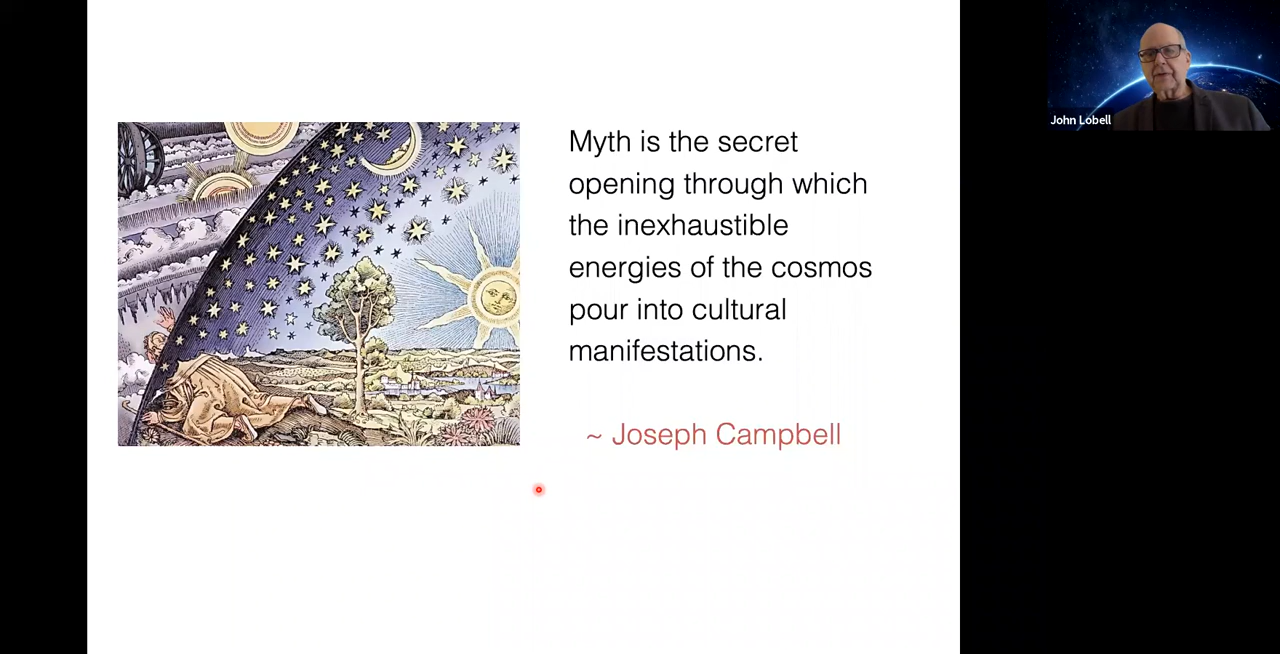 Myth is the secret
opening through which
the inexhaustible
energies of the cosmos
pour into cultural
manifestations.
~ Joseph Campbell
John Lobell